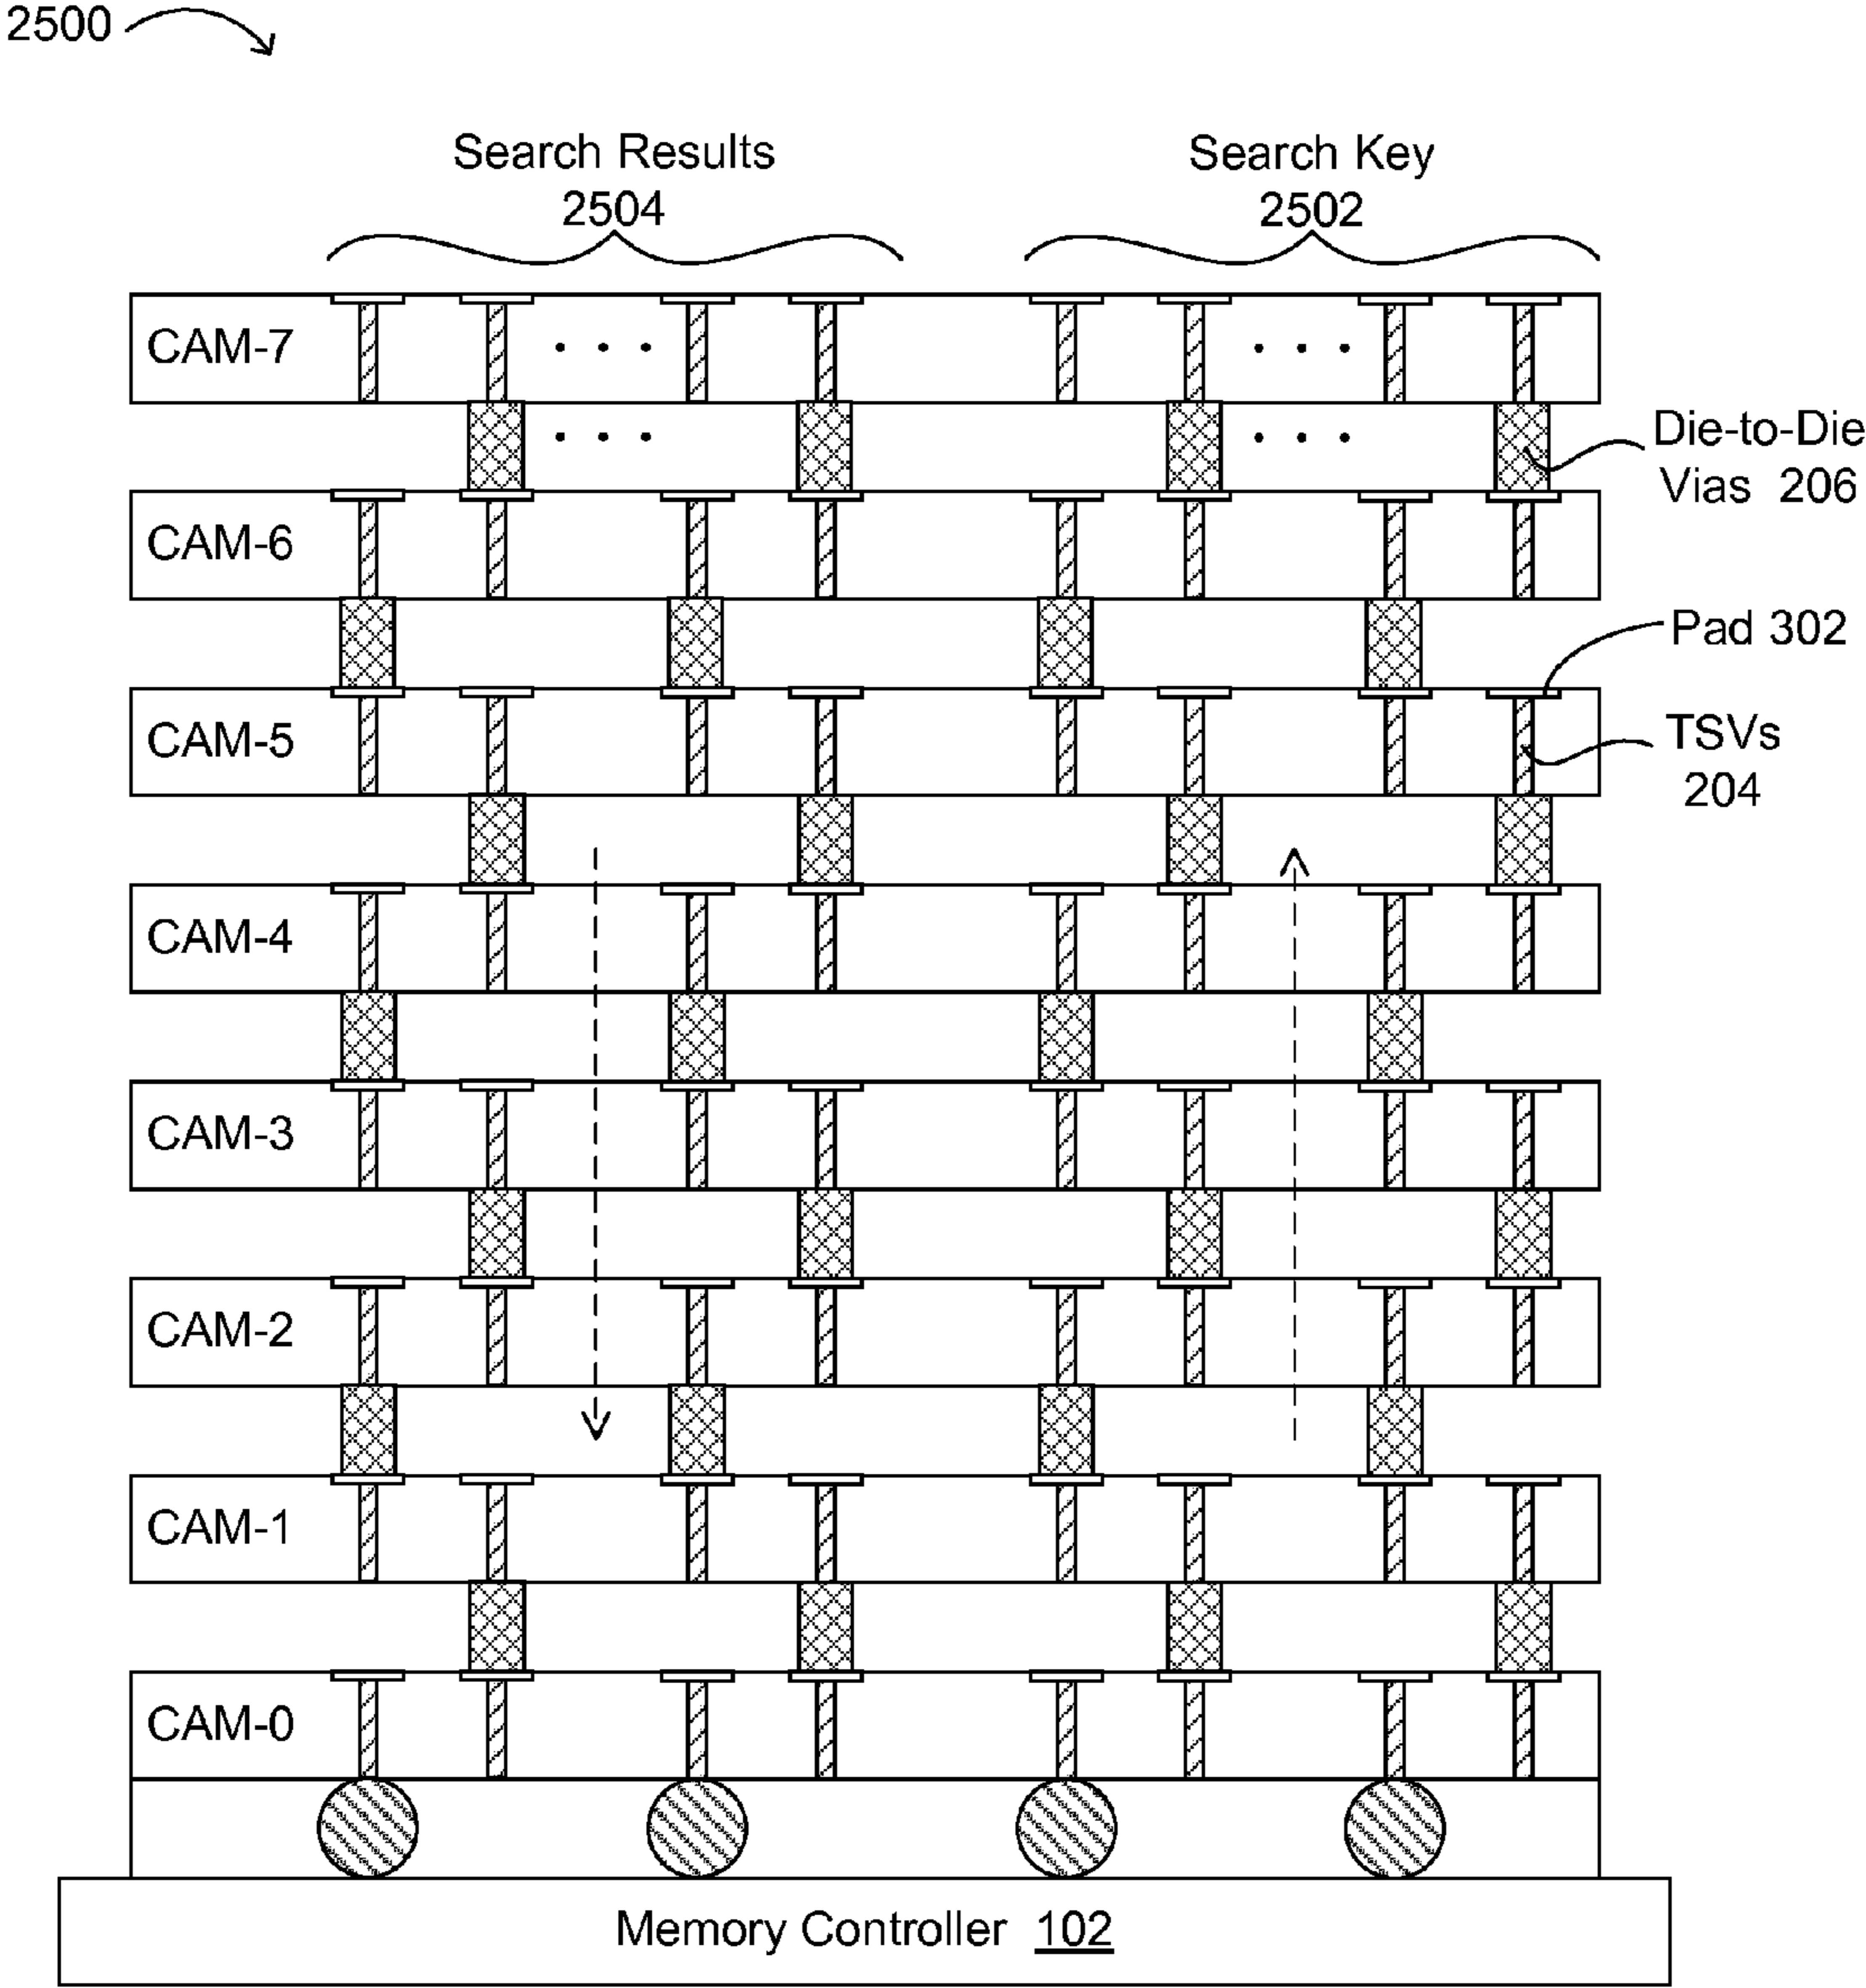 2500
Search Results
2504
Search Key
2502
CAM-7
Die-to-Die
Vias 206
CAM-6
Pad 302
CAM-5
TSVs
204
CAM-4
CAM-3
CAM-2
CAM-1
CAM-0
Memory Controller 102